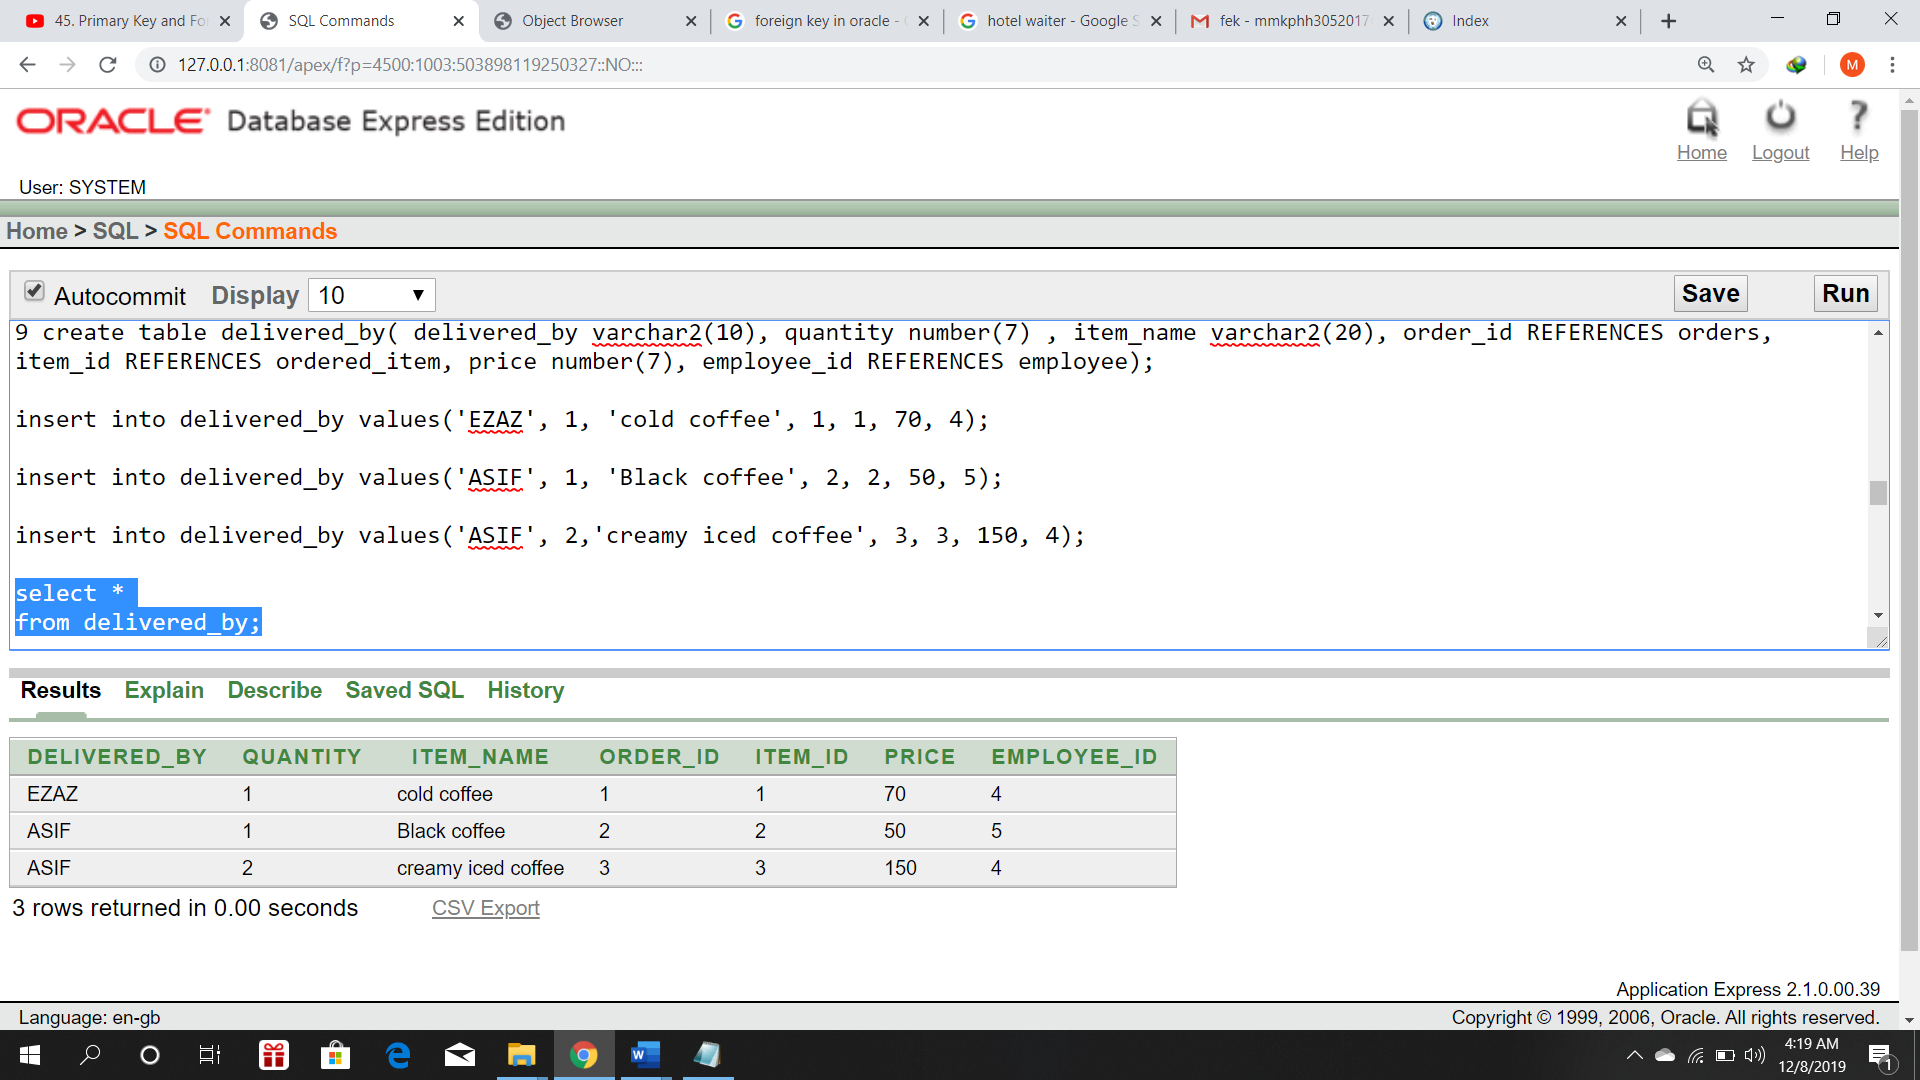 45. Primary Key and Fo
SQL Commands
Object Browser
foreign key in oracle -
hotel waiter - Google S
fek - mmkphh3052017
Index
127.0.0.1:8081/apex/f?p=4500:1003:503898119250327::NO:::
M
ORACLE Database Express Edition
Home Logout Help
User: SYSTEM
Home > SQL > SQL Commands
Autocommit Display 10 Save Run
9 create table delivered_by( delivered_by varchar2(10), quantity number(7) , item_name varchar2(20), order_id REFERENCES orders,
item_id REFERENCES ordered_item, price number(7), employee_id REFERENCES employee);
insert into delivered_by values('EZAZ', 1, 'cold coffee', 1, 1, 70, 4);
insert into delivered_by values('ASIF', 1, 'Black coffee', 2, 2, 50, 5);
insert into delivered_by values('ASIF', 2,'creamy iced coffee', 3, 3, 150, 4);
select *
from delivered_by;
Results Explain Describe Saved SQL History
DELIVERED_BY QUANTITY ITEM_NAME ORDER_ID ITEM_ID PRICE EMPLOYEE_ID
EZAZ 1 cold coffee 1 1 70 4
ASIF 1 Black coffee 2 2 50 5
ASIF 2 creamy iced coffee 3 3 150 4
3 rows returned in 0.00 seconds CSV Export
Application Express 2.1.0.00.39
Language: en-gb Copyright © 1999, 2006, Oracle. All rights reserved.
4:19 AM
12/8/2019
1